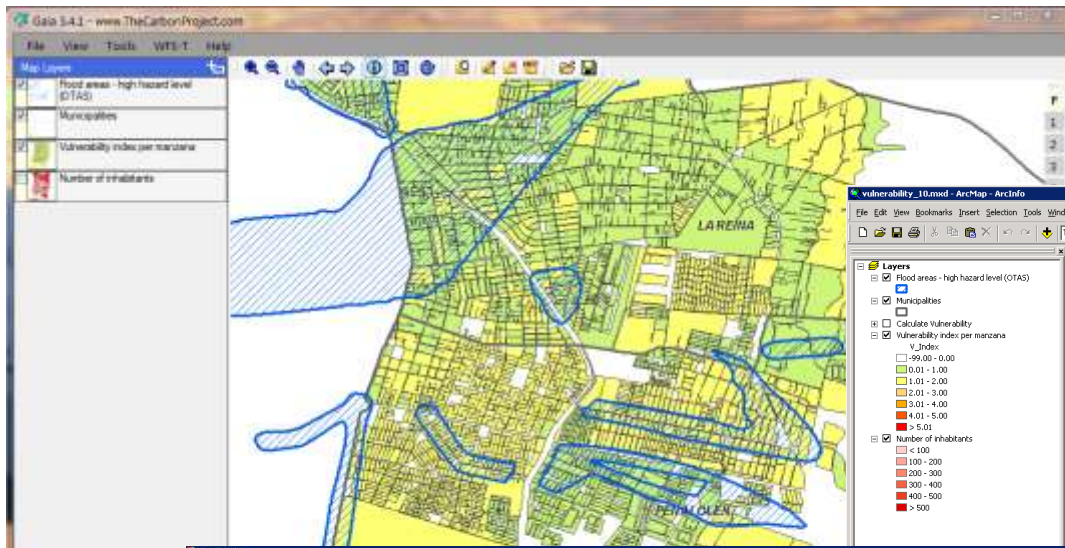 Gaia 3.4.1 - www.TheCarbonProject.com
File View Tools WFS-T Help
Map Layers
Flood areas - high hazard level (OTAS)
Municipalities
Vulnerability index per manzana
Number of inhabitants
LA REINA
F
1
2
3
vulnerability_10.mxd - ArcMap - ArcInfo
File Edit View Bookmarks Insert Selection Tools Wind
Layers
Flood areas - high hazard level (OTAS)
Municipalities
Calculate Vulnerability
Vulnerability index per manzana
V_Index
-99.00 - 0.00
0.01 - 1.00
1.01 - 2.00
2.01 - 3.00
3.01 - 4.00
4.01 - 5.00
> 5.01
Number of inhabitants
< 100
100 - 200
200 - 300
300 - 400
400 - 500
> 500